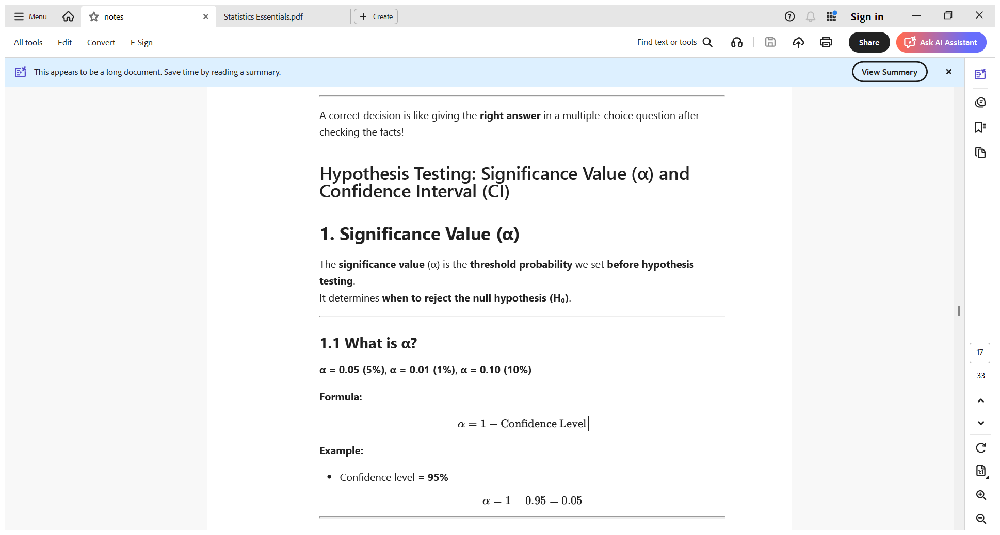 Menu
notes
Statistics Essentials.pdf
Create
Sign in
All tools
Edit
Convert
E-Sign
Find text or tools
Share
Ask AI Assistant
This appears to be a long document. Save time by reading a summary.
View Summary
A correct decision is like giving the right answer in a multiple-choice question after
checking the facts!
Hypothesis Testing: Significance Value (α) and
Confidence Interval (CI)
1. Significance Value (α)
The significance value (α) is the threshold probability we set before hypothesis
testing.
It determines when to reject the null hypothesis (H₀).
1.1 What is α?
α = 0.05 (5%), α = 0.01 (1%), α = 0.10 (10%)
Formula:
α = 1 − Confidence Level
Example:
• Confidence level = 95%
α = 1 − 0.95 = 0.05
17
33
1:1